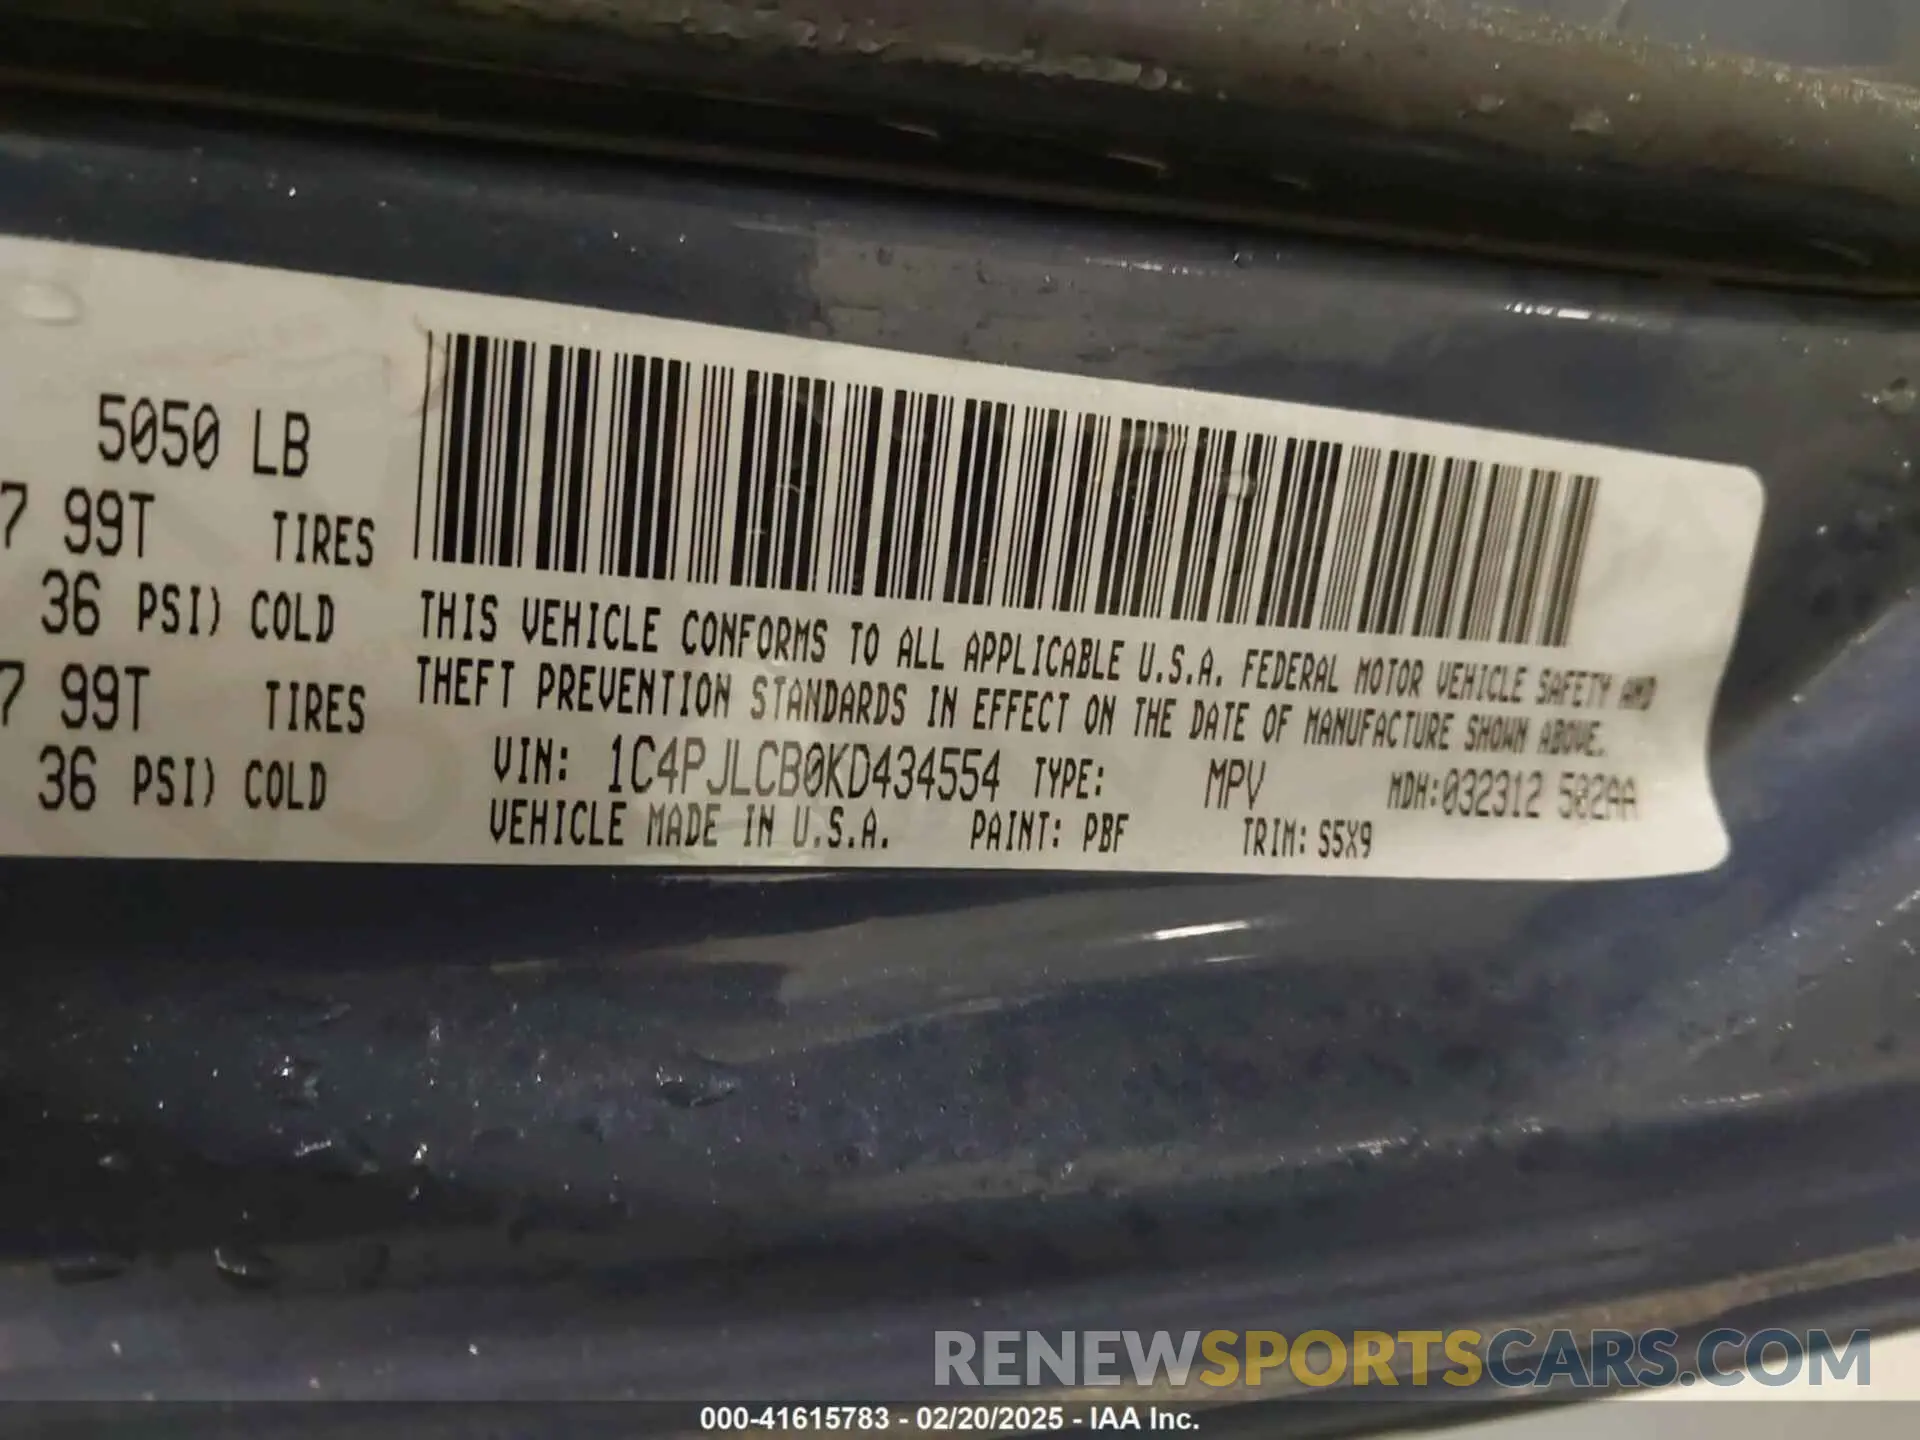 5050 LB
7 99T TIRES
36 PSI) COLD
7 99T TIRES
36 PSI) COLD
THIS VEHICLE CONFORMS TO ALL APPLICABLE U.S.A. FEDERAL MOTOR VEHICLE SAFETY AND
THEFT PREVENTION STANDARDS IN EFFECT ON THE DATE OF MANUFACTURE SHOWN ABOVE.
VIN: 1C4PJLCB0KD434554 TYPE: MPV MDH:032312 502AA
VEHICLE MADE IN U.S.A. PAINT: PBF TRIM: S5X9
RENEWSPORTSCARS.COM
000-41615783 - 02/20/2025 - IAA Inc.